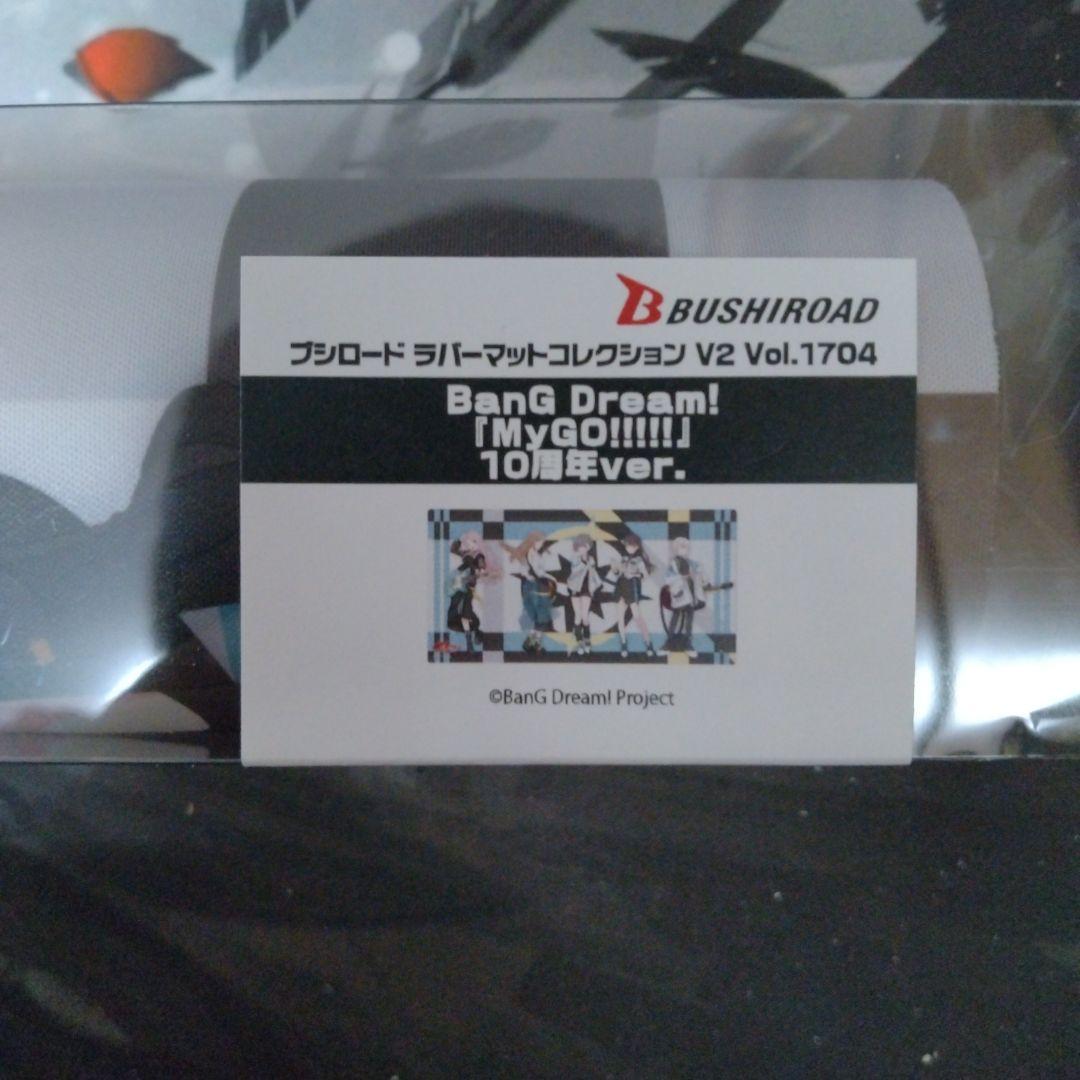 BUSHIROAD
ブシロード ラバーマットコレクション V2 Vol.1704
BanG Dream!
『MyGO!!!!!』
10周年ver.
©BanG Dream! Project